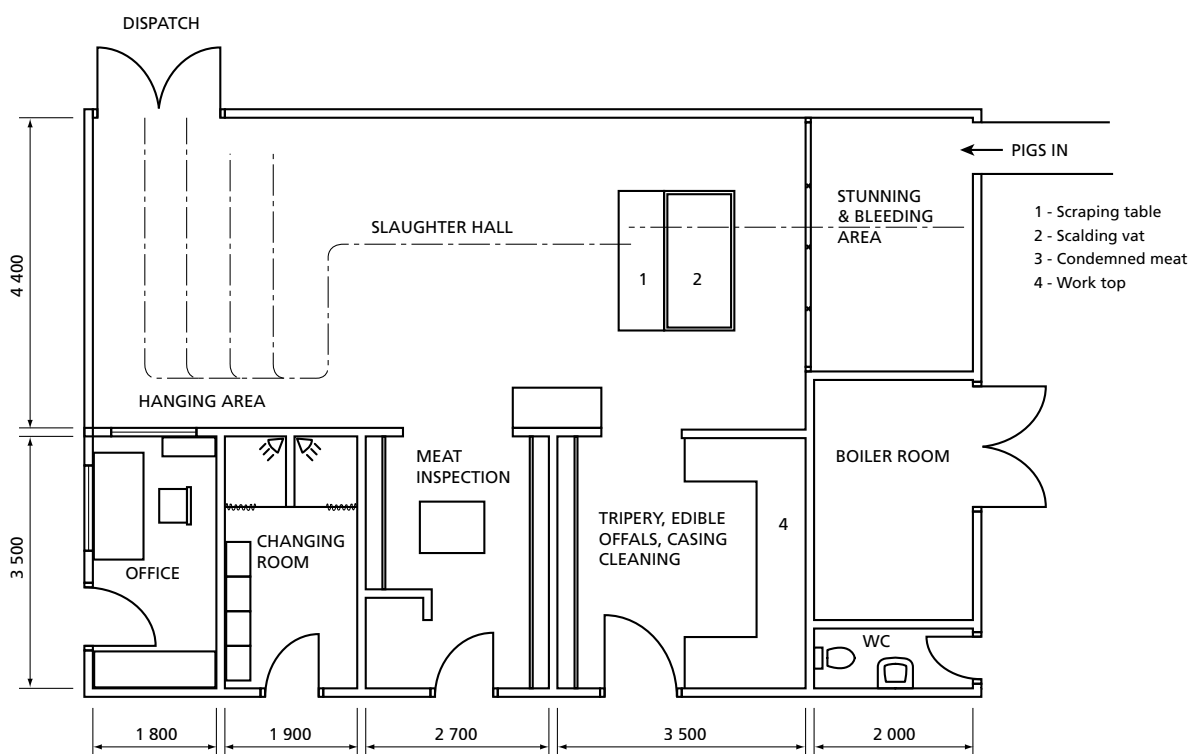 DISPATCH
PIGS IN
STUNNING
& BLEEDING
AREA
1 - Scraping table
2 - Scalding vat
3 - Condemned meat
4 - Work top
SLAUGHTER HALL
1
2
4 400
HANGING AREA
MEAT
INSPECTION
BOILER ROOM
TRIPERY, EDIBLE
OFFALS, CASING
CLEANING
4
CHANGING
ROOM
OFFICE
3 500
WC
1 800
1 900
2 700
3 500
2 000